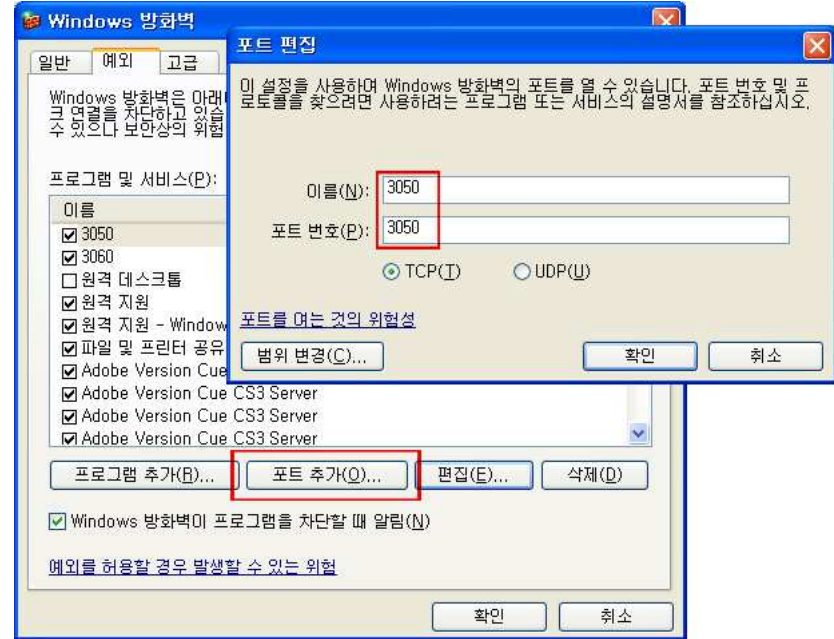 Windows 방화벽
일반 예외 고급
Windows 방화벽은 아래
크 연결을 차단하고 있습
수 있으나 보안상의 위험
프로그램 및 서비스(P):
이름
3050
3060
원격 데스크톱
원격 지원
원격 지원 - Window
파일 및 프린터 공유
Adobe Version Cue
Adobe Version Cue CS3 Server
Adobe Version Cue CS3 Server
Adobe Version Cue CS3 Server
프로그램 추가(R)... 포트 추가(O)... 편집(E)... 삭제(D)
Windows 방화벽이 프로그램을 차단할 때 알림(N)
예외를 허용할 경우 발생할 수 있는 위험
확인 취소
포트 편집
이 설정을 사용하여 Windows 방화벽의 포트를 열 수 있습니다. 포트 번호 및 프
로토콜을 찾으려면 사용하려는 프로그램 또는 서비스의 설명서를 참조하십시오.
이름(N): 3050
포트 번호(P): 3050
TCP(T) UDP(U)
포트를 여는 것의 위험성
범위 변경(C)... 확인 취소